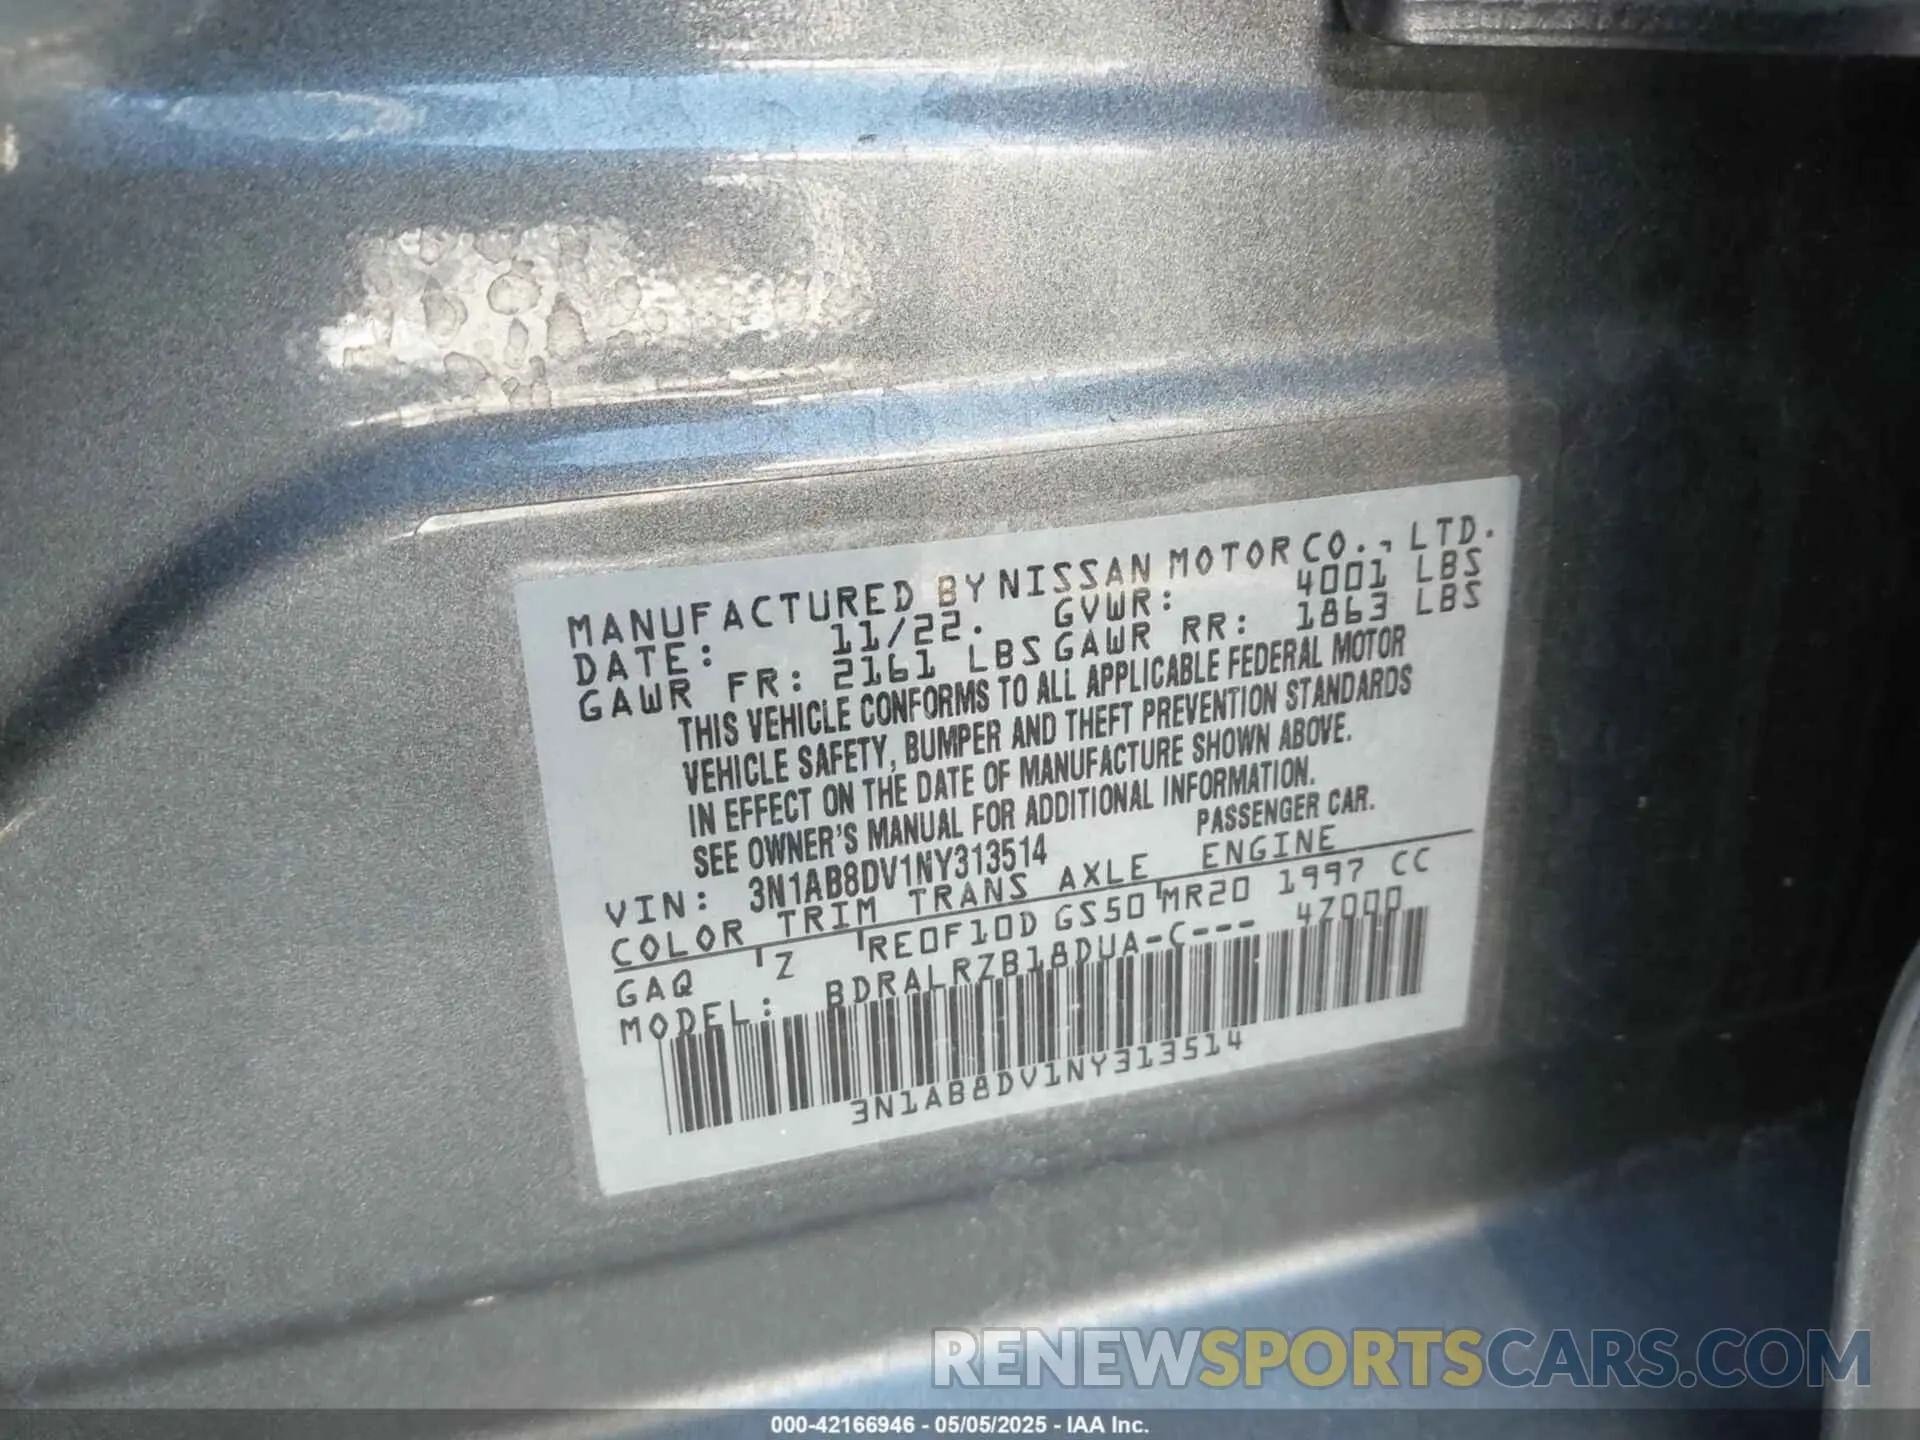 MANUFACTURED BY NISSAN MOTOR CO., LTD.
DATE: 11/22. GVWR: 4001 LBS
GAWR FR: 2161 LBS GAWR RR: 1863 LBS
THIS VEHICLE CONFORMS TO ALL APPLICABLE FEDERAL MOTOR
VEHICLE SAFETY, BUMPER AND THEFT PREVENTION STANDARDS
IN EFFECT ON THE DATE OF MANUFACTURE SHOWN ABOVE.
SEE OWNER'S MANUAL FOR ADDITIONAL INFORMATION.
VIN: 3N1AB8DV1NY313514 PASSENGER CAR.
COLOR TRIM TRANS AXLE ENGINE
GAQ Z RE0F10D GS50 MR20 1997 CC
MODEL: BDRALRZB18DUA-C--- 47000
3N1AB8DV1NY313514
RENEWSPORTSCARS.COM
000-42166946 - 05/05/2025 - IAA Inc.